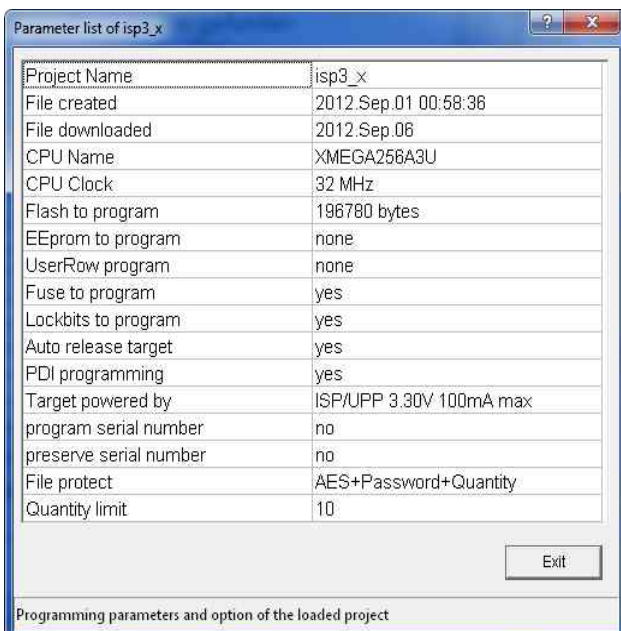 Parameter list of isp3_x
?
Project Name isp3_x
File created 2012.Sep.01 00:58:36
File downloaded 2012.Sep.06
CPU Name XMEGA256A3U
CPU Clock 32 MHz
Flash to program 196780 bytes
EEprom to program none
UserRow program none
Fuse to program yes
Lockbits to program yes
Auto release target yes
PDI programming yes
Target powered by ISP/UPP 3.30V 100mA max
program serial number no
preserve serial number no
File protect AES+Password+Quantity
Quantity limit 10
Exit
Programming parameters and option of the loaded project